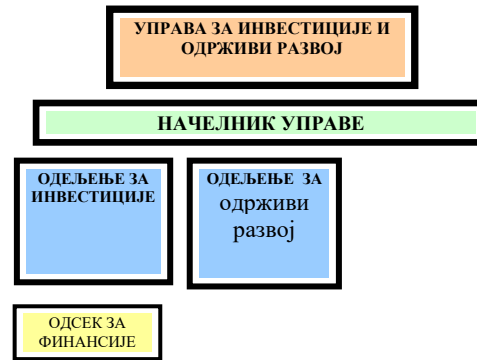 УПРАВА ЗА ИНВЕСТИЦИЈЕ И
ОДРЖИВИ РАЗВОЈ
НАЧЕЛНИК УПРАВЕ
ОДЕЉЕЊЕ ЗА
ИНВЕСТИЦИЈЕ
ОДЕЉЕЊЕ ЗА
одрживи
развој
ОДСЕК ЗА
ФИНАНСИЈЕ